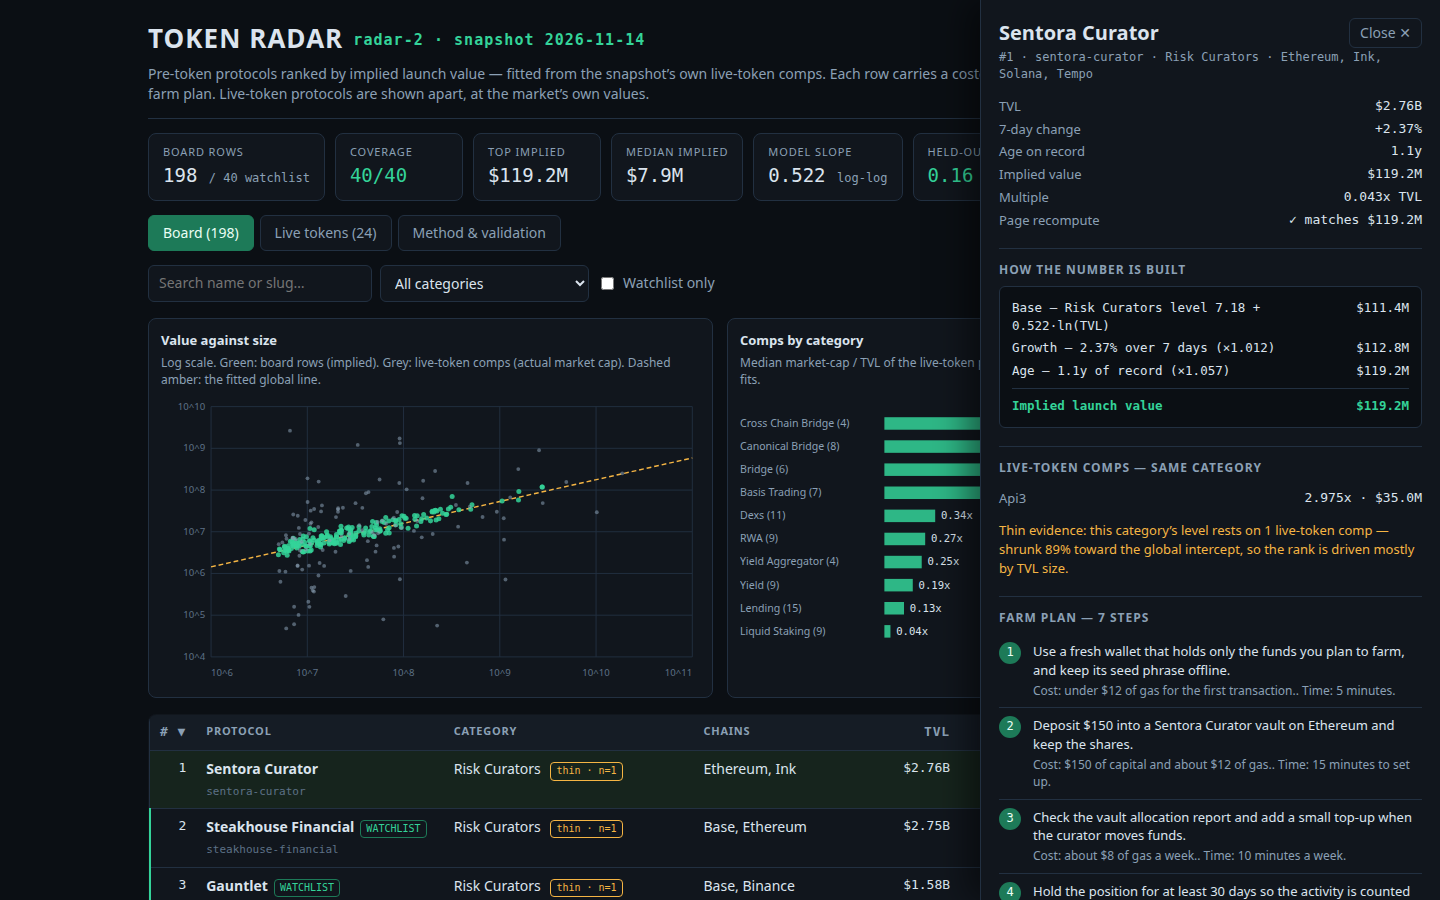 TOKEN RADAR radar-2 · snapshot 2026-11-14
Pre-token protocols ranked by implied launch value — fitted from the snapshot's own live-token comps. Each row carries a cost
farm plan. Live-token protocols are shown apart, at the market's own values.
BOARD ROWS
198 / 40 watchlist
COVERAGE
40/40
TOP IMPLIED
$119.2M
MEDIAN IMPLIED
$7.9M
MODEL SLOPE
0.522 log-log
HELD-OU
0.16
Board (198)
Live tokens (24)
Method & validation
Search name or slug...
All categories
Watchlist only
Value against size
Log scale. Green: board rows (implied). Grey: live-token comps (actual market cap). Dashed
amber: the fitted global line.
10^10
10^9
10^8
10^7
10^6
10^5
10^4
10^6
10^7
10^8
10^9
10^10
10^11
Comps by category
Median market-cap / TVL of the live-token
fits.
Cross Chain Bridge (4)
Canonical Bridge (8)
Bridge (6)
Basis Trading (7)
Dexs (11) 0.34x
RWA (9) 0.27x
Yield Aggregator (4) 0.25x
Yield (9) 0.19x
Lending (15) 0.13x
Liquid Staking (9) 0.04x
# ▼ PROTOCOL CATEGORY CHAINS TVL
1 Sentora Curator Risk Curators thin · n=1 Ethereum, Ink $2.76B
sentora-curator
2 Steakhouse Financial WATCHLIST Risk Curators thin · n=1 Base, Ethereum $2.75B
steakhouse-financial
3 Gauntlet WATCHLIST Risk Curators thin · n=1 Base, Binance $1.58B
Sentora Curator
Close ✕
#1 · sentora-curator · Risk Curators · Ethereum, Ink,
Solana, Tempo
TVL $2.76B
7-day change +2.37%
Age on record 1.1y
Implied value $119.2M
Multiple 0.043x TVL
Page recompute ✓ matches $119.2M
HOW THE NUMBER IS BUILT
Base — Risk Curators level 7.18 + $111.4M
0.522·ln(TVL)
Growth — 2.37% over 7 days (×1.012) $112.8M
Age — 1.1y of record (×1.057) $119.2M
Implied launch value $119.2M
LIVE-TOKEN COMPS — SAME CATEGORY
Api3 2.975x · $35.0M
Thin evidence: this category's level rests on 1 live-token comp —
shrunk 89% toward the global intercept, so the rank is driven mostly
by TVL size.
FARM PLAN — 7 STEPS
1 Use a fresh wallet that holds only the funds you plan to farm,
and keep its seed phrase offline.
Cost: under $12 of gas for the first transaction.. Time: 5 minutes.
2 Deposit $150 into a Sentora Curator vault on Ethereum and
keep the shares.
Cost: $150 of capital and about $12 of gas.. Time: 15 minutes to set
up.
3 Check the vault allocation report and add a small top-up when
the curator moves funds.
Cost: about $8 of gas a week.. Time: 10 minutes a week.
4 Hold the position for at least 30 days so the activity is counted